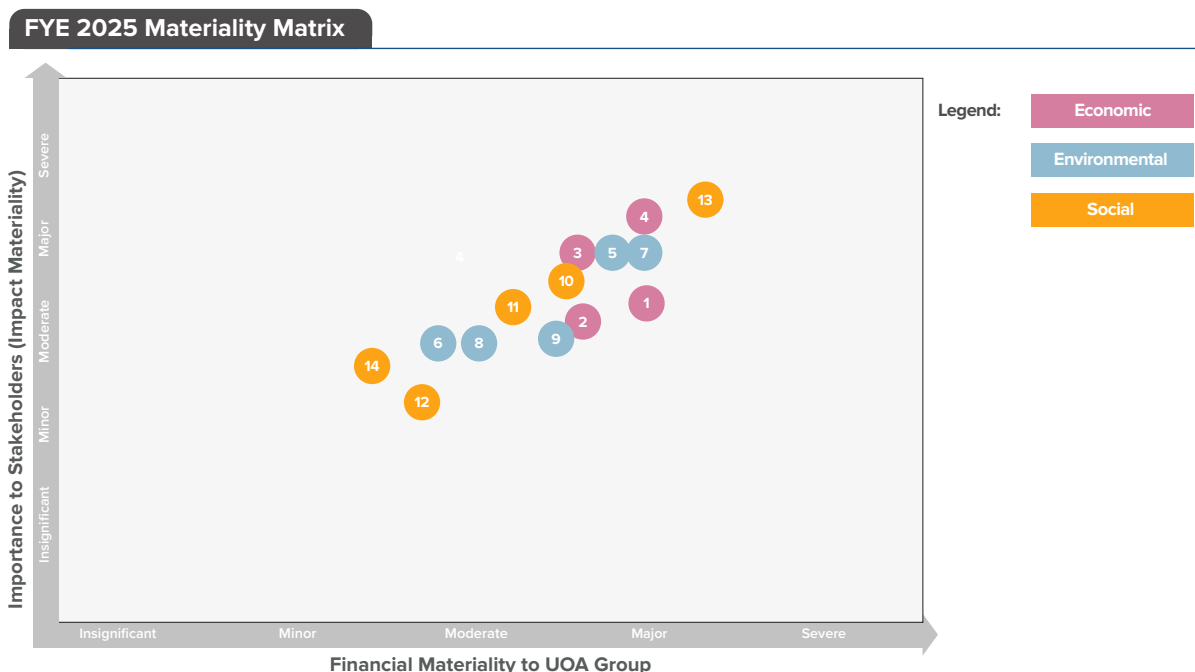 FYE 2025 Materiality Matrix
Legend:
Economic
Environmental
Social
Importance to Stakeholders (Impact Materiality)
Severe
Major
Moderate
Minor
Insignificant
13
4
3
5
7
4
10
1
11
2
9
6
8
14
12
Insignificant
Minor
Moderate
Major
Severe
Financial Materiality to UOA Group